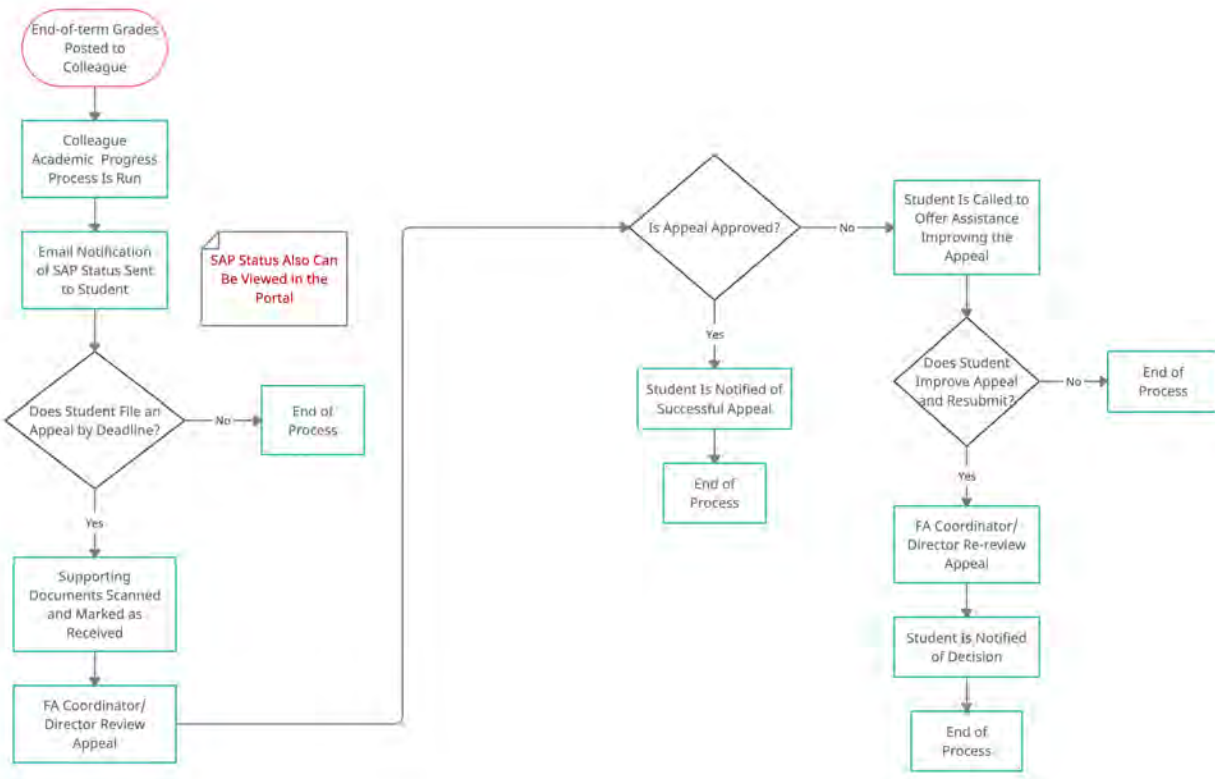 End-of-term Grades
Posted to
Colleague
Colleague
Academic Progress
Process Is Run
Email Notification
of SAP Status Sent
to Student
SAP Status Also Can
Be Viewed in the
Portal
Does Student File an
Appeal by Deadline?
No
End of
Process
Yes
Supporting
Documents Scanned
and Marked as
Received
FA Coordinator/
Director Review
Appeal
Is Appeal Approved?
No
Yes
Student Is Notified of
Successful Appeal
End of
Process
Student Is Called to
Offer Assistance
Improving the
Appeal
Does Student
Improve Appeal
and Resubmit?
No
End of
Process
Yes
FA Coordinator/
Director Re-review
Appeal
Student is Notified
of Decision
End of
Process